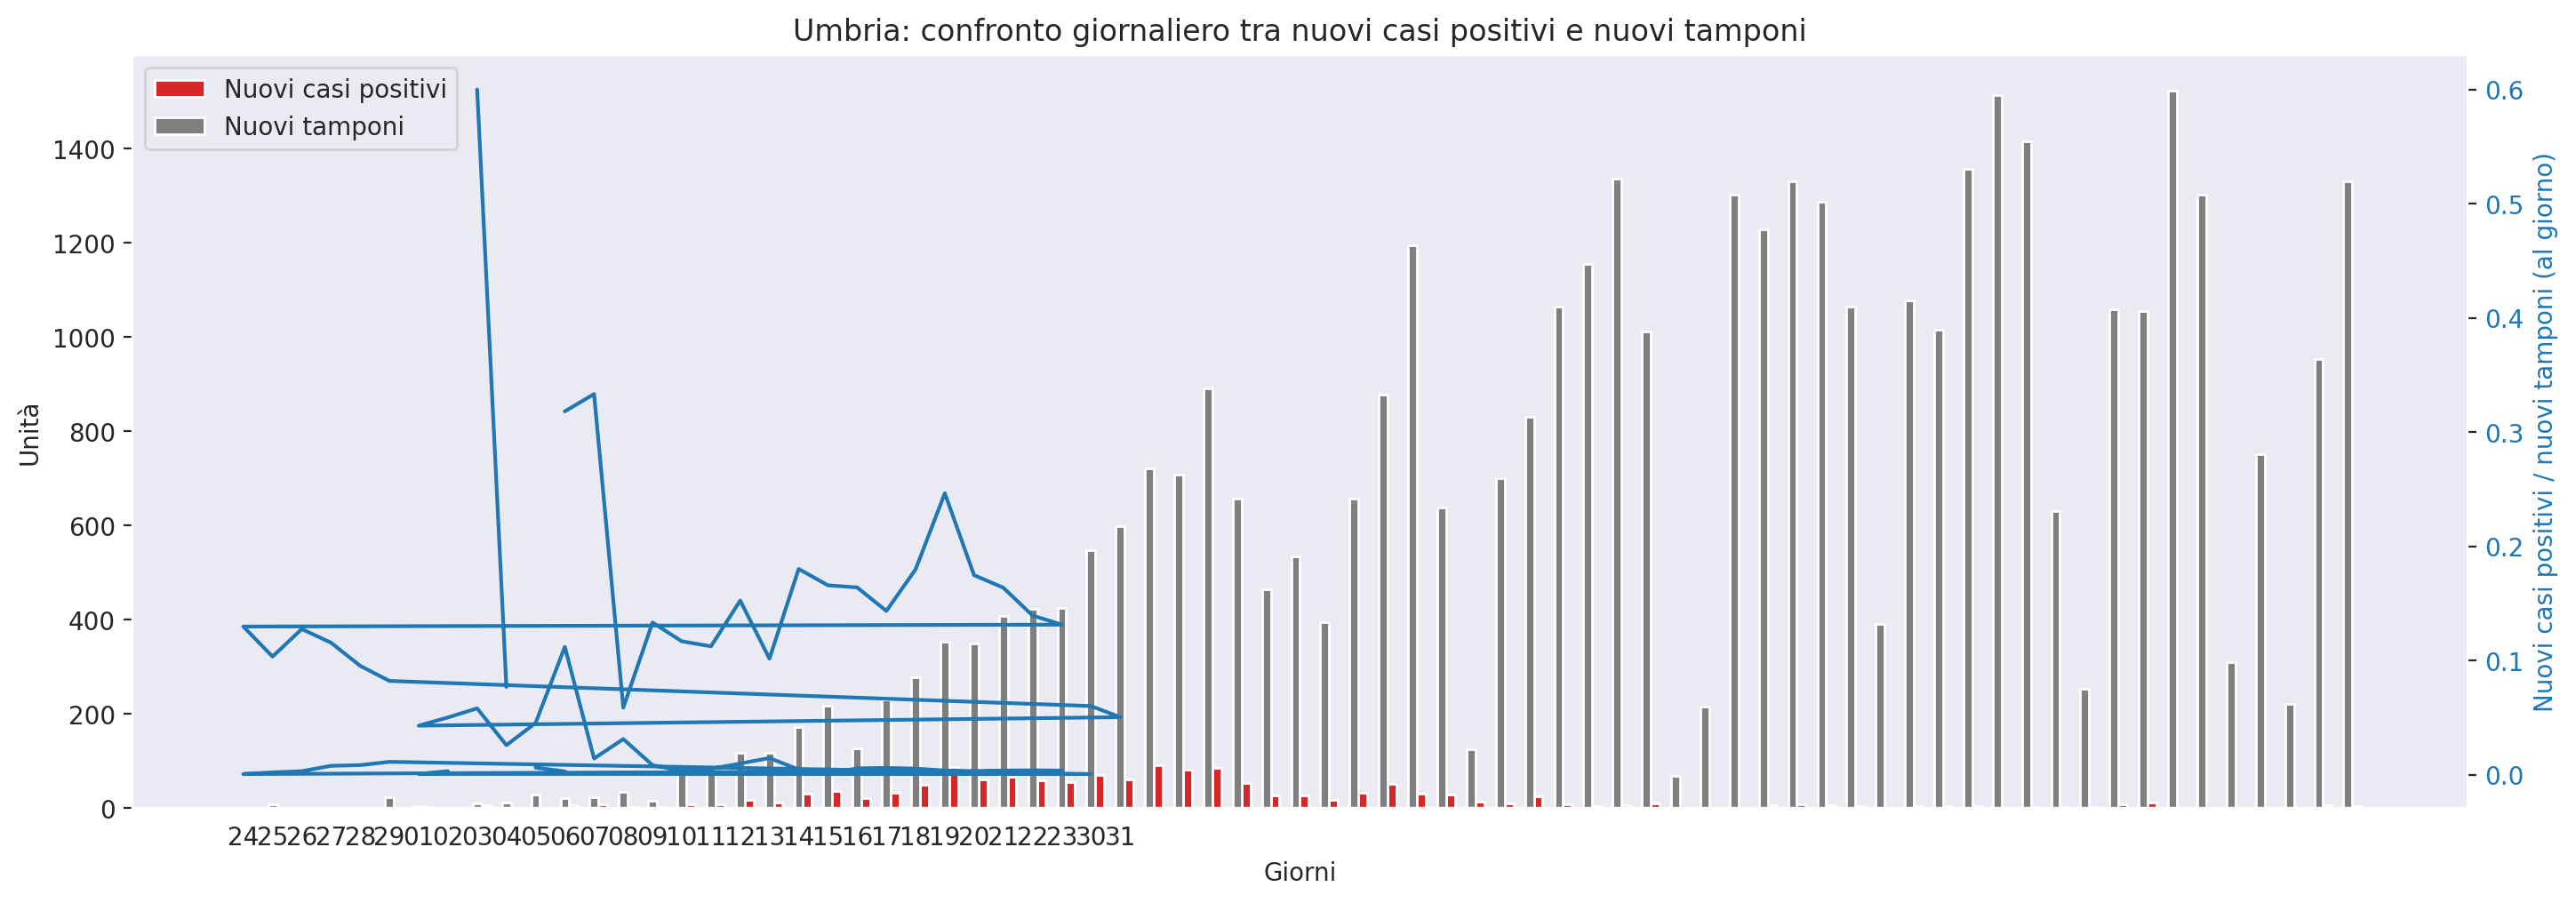 Umbria: confronto giornaliero tra nuovi casi positivi e nuovi tamponi
Nuovi casi positivi
Nuovi tamponi
1400
1200
1000
800
600
400
200
0
Unità
0.6
0.5
0.4
0.3
0.2
0.1
0.0
Nuovi casi positivi / nuovi tamponi (al giorno)
24252627282901020304050607080910111213141516171819202122233031
Giorni